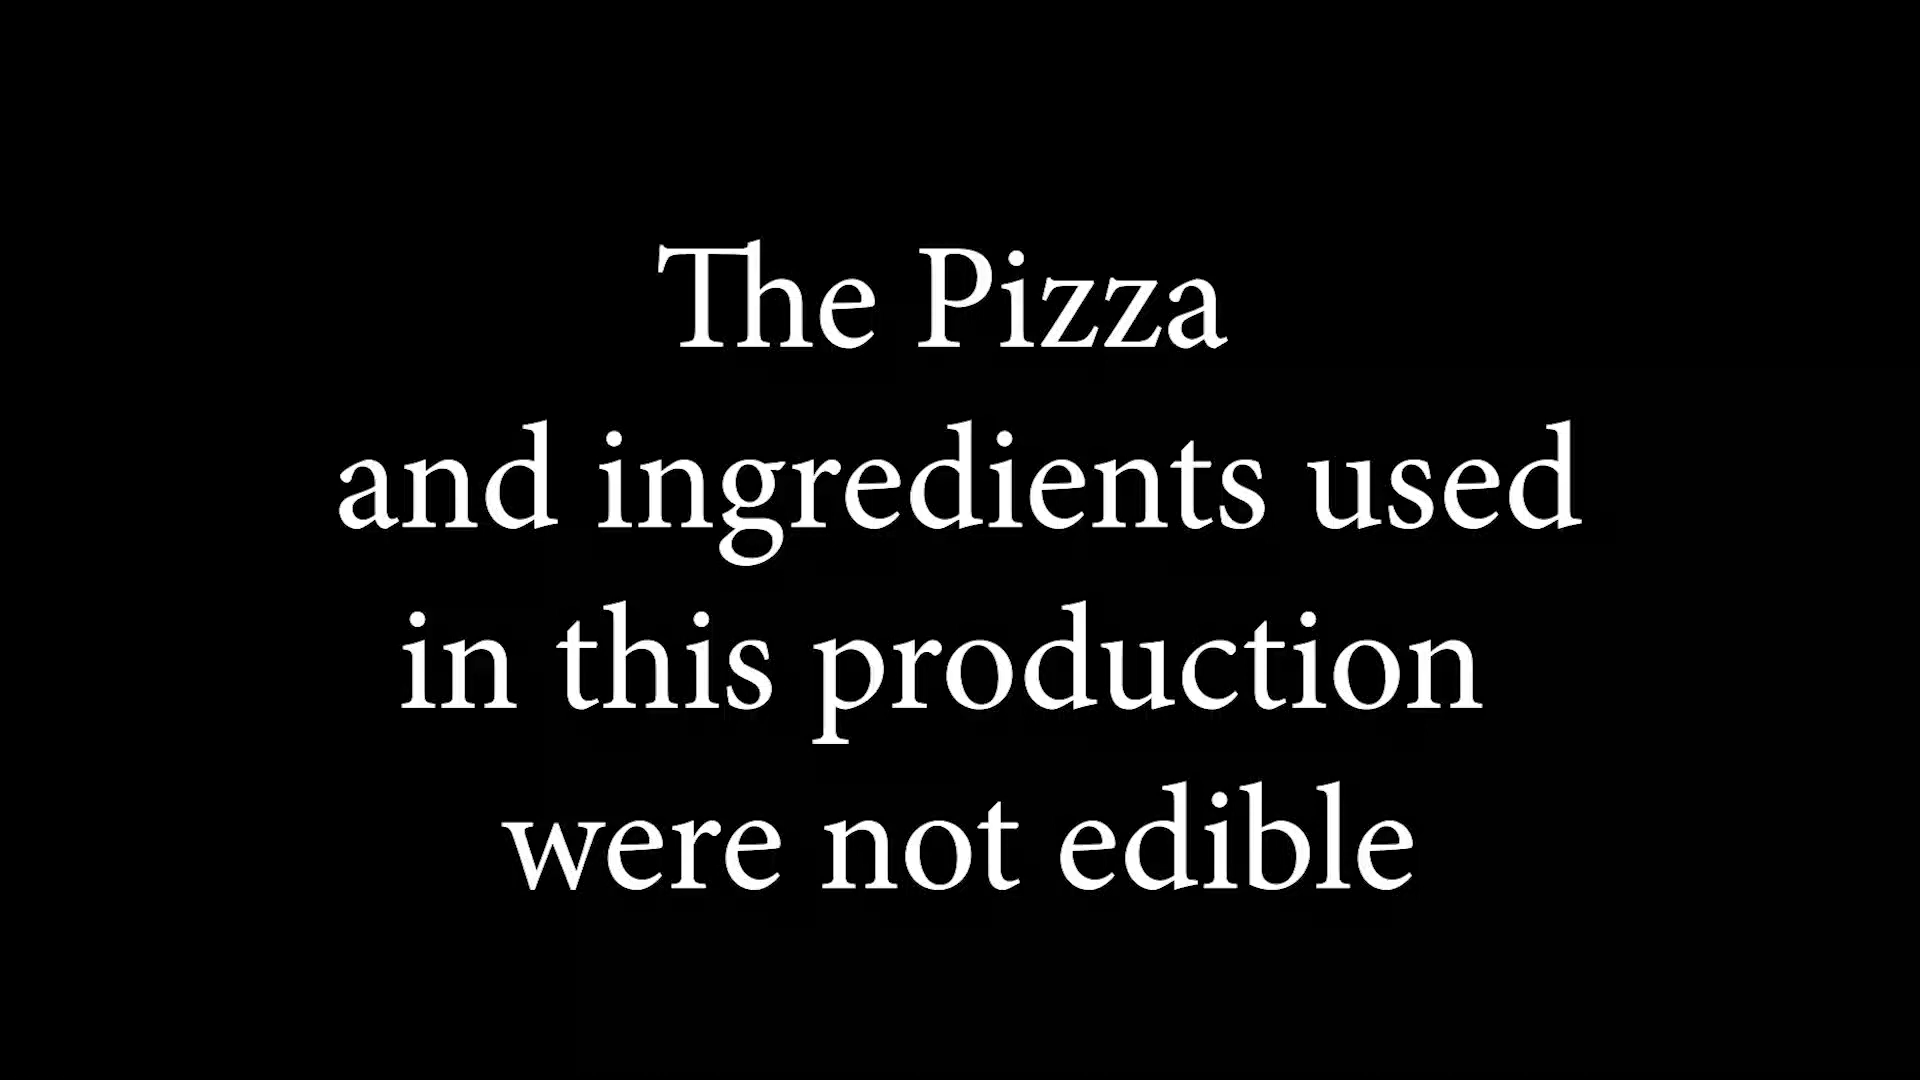 The Pizza
and ingredients used
in this production
were not edible